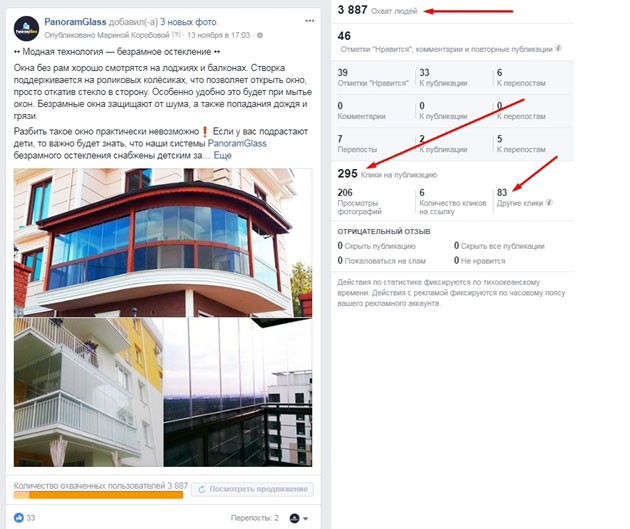 PanoramGlass добавил(-а) 3 новых фото.
Опубликовано Мариной Коробовой [?] · 13 ноября в 17:03 ·
•• Модная технология — безрамное остекление ••
Окна без рам хорошо смотрятся на лоджиях и балконах. Створка
поддерживается на роликовых колёсиках, что позволяет открыть окно,
просто откатив стекло в сторону. Особенно удобно это будет при мытье
окон. Безрамные окна защищают от шума, а также попадания дождя и
грязи.
Разбить такое окно практически невозможно❗ Если у вас подрастают
дети, то важно будет знать, что наши системы PanoramGlass
безрамного остекления снабжены детским за… Еще
Количество охваченных пользователей 3 887
Посмотреть продвижение
33
Перепосты: 2
3 887 Охват людей
46
Отметки "Нравится", комментарии и повторные публикации
39 33 6
Отметки "Нравится" К публикации К перепостам
0 0 0
Комментарии К публикации К перепостам
7 2 5
Перепосты К публикации К перепостам
295 Клики на публикацию
206 6 83
Просмотры Количество кликов Другие клики
фотографий на ссылку
ОТРИЦАТЕЛЬНЫЙ ОТЗЫВ
0 Скрыть публикацию 0 Скрыть все публикации
0 Пожаловаться на спам 0 Не нравится
Действия по статистике фиксируются по тихоокеанскому
времени. Действия с рекламой фиксируются по часовому поясу
вашего рекламного аккаунта.